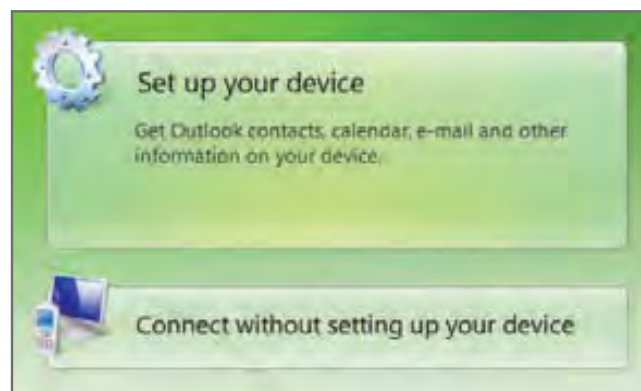 Set up your device
Get Outlook contacts, calendar, e-mail and other
information on your device.
Connect without setting up your device